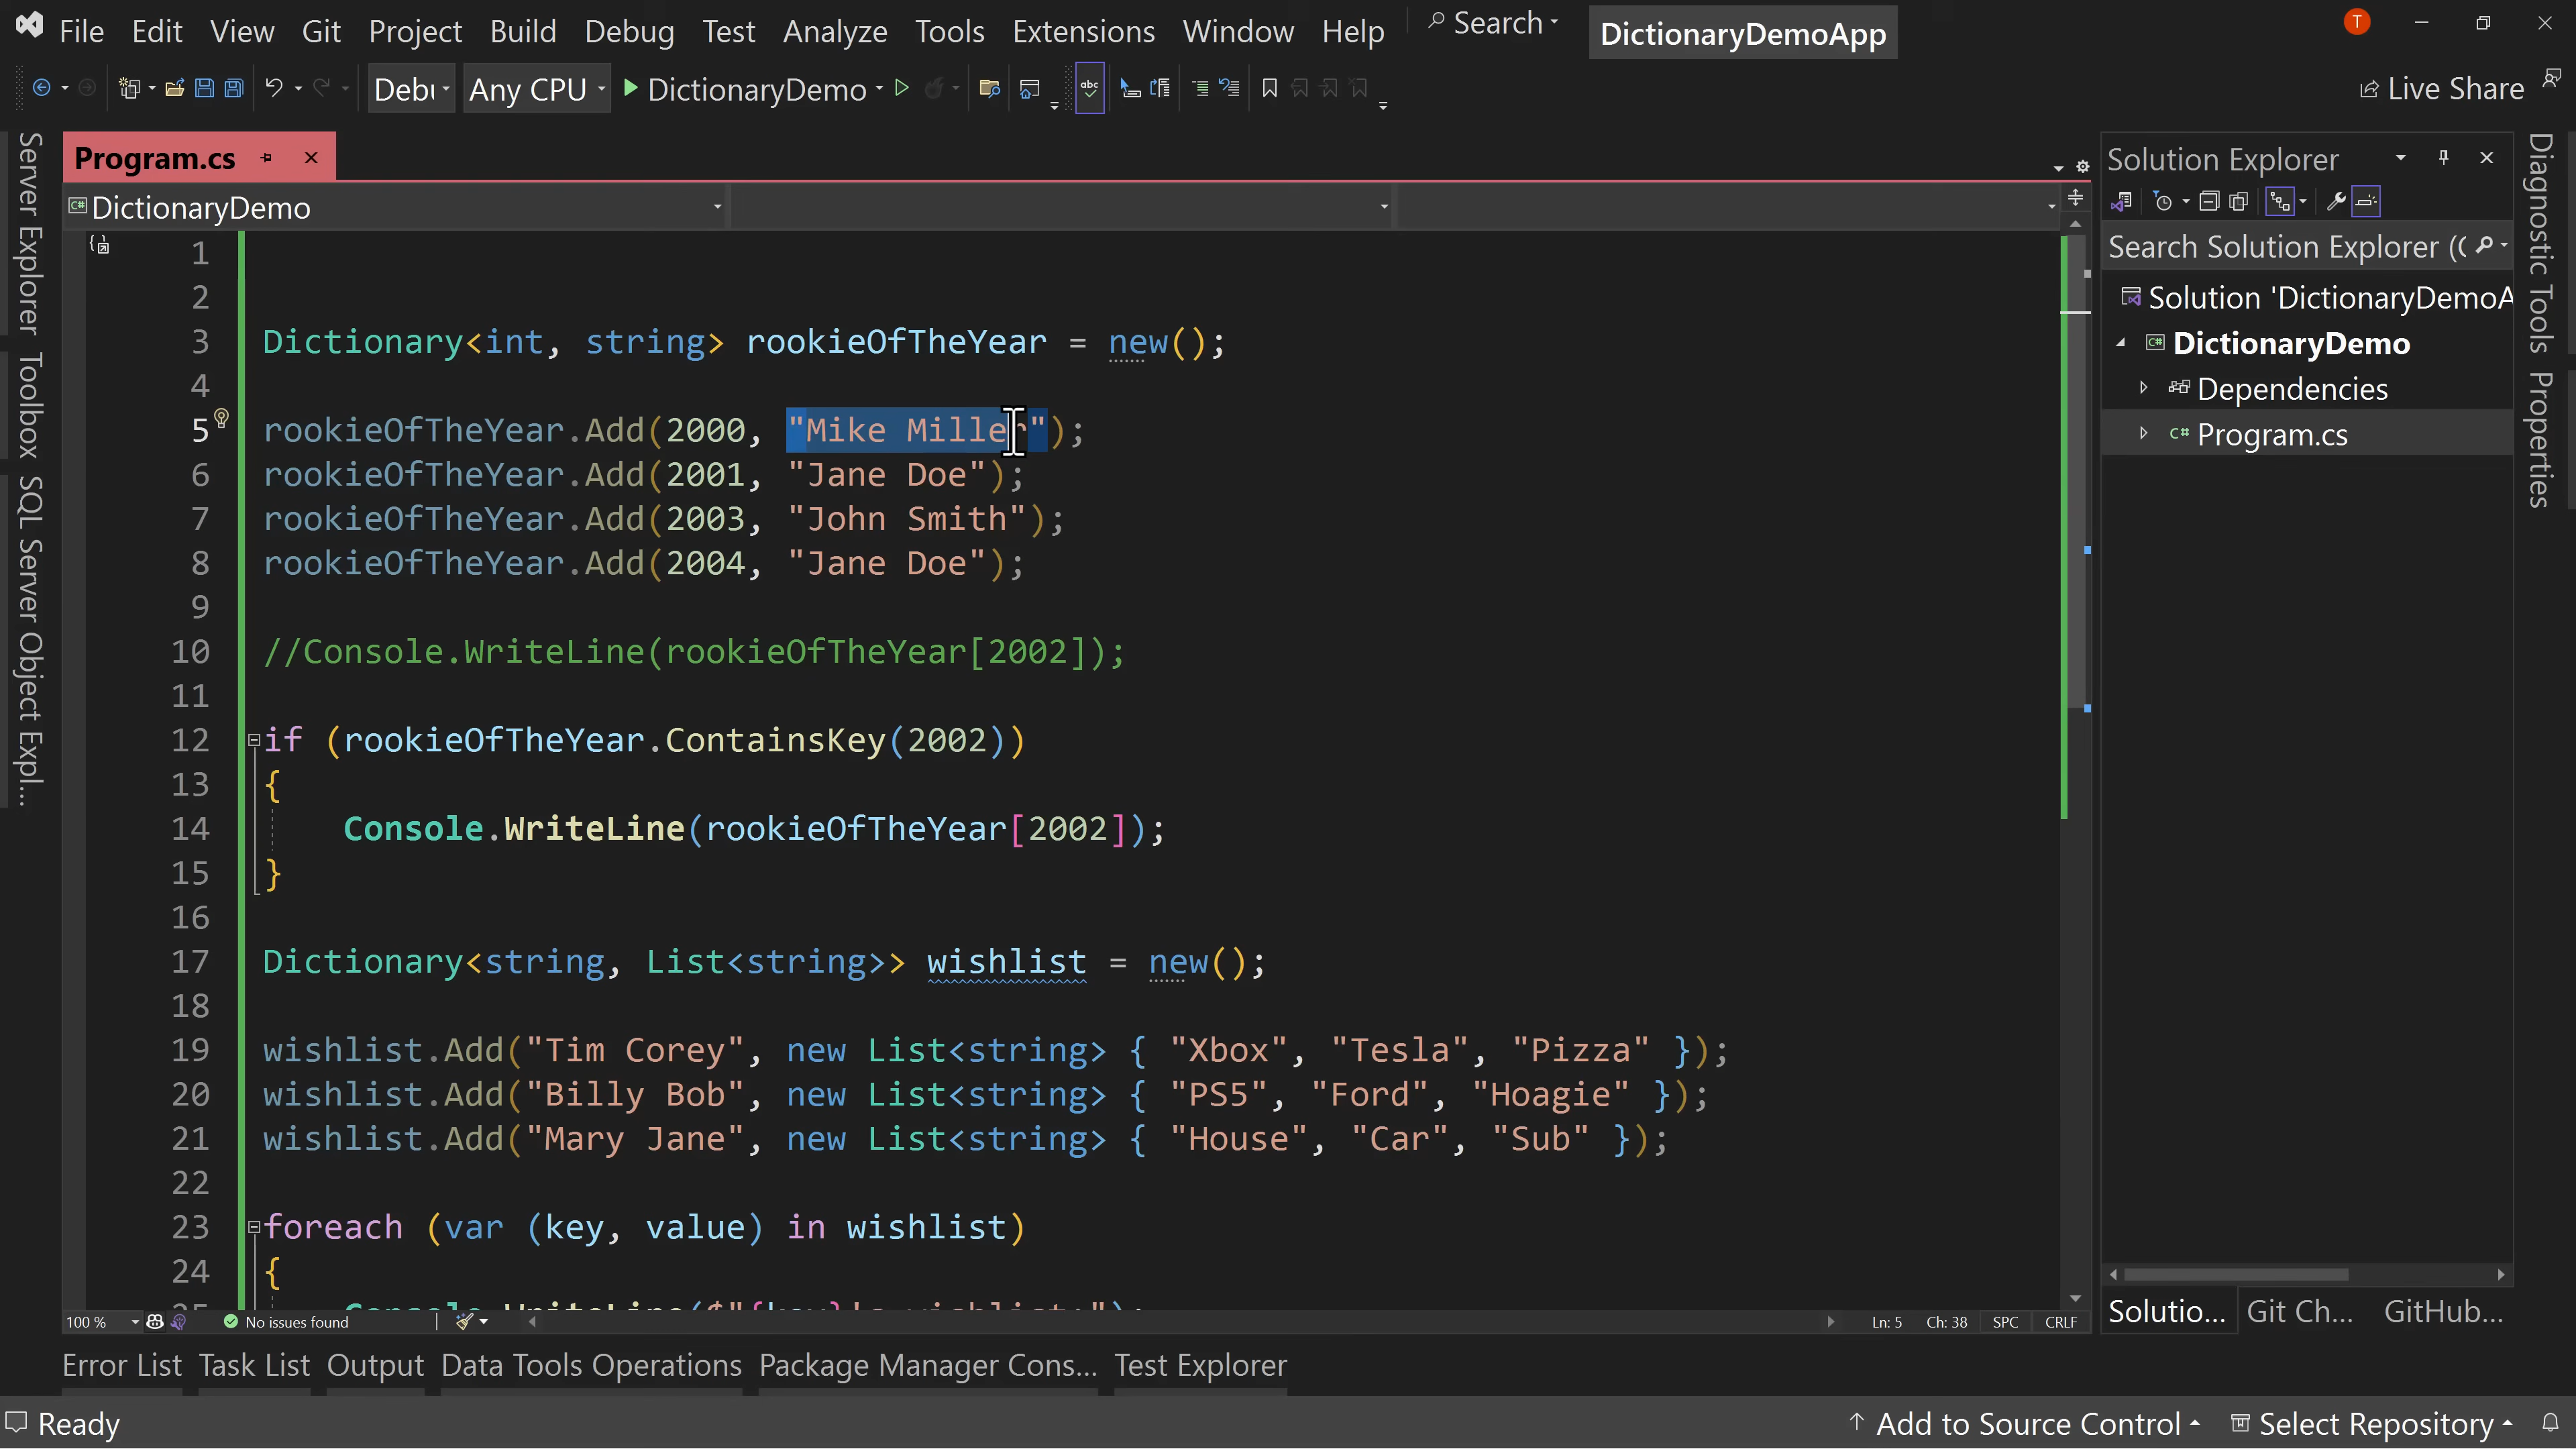 File Edit View Git Project Build Debug Test Analyze Tools Extensions Window Help Search DictionaryDemoApp T
Any CPU DictionaryDemo abc Live Share
Program.cs
C# DictionaryDemo
1
2
3 Dictionary<int, string> rookieOfTheYear = new();
4
5 rookieOfTheYear.Add(2000, "Mike Miller");
6 rookieOfTheYear.Add(2001, "Jane Doe");
7 rookieOfTheYear.Add(2003, "John Smith");
8 rookieOfTheYear.Add(2004, "Jane Doe");
9
10 //Console.WriteLine(rookieOfTheYear[2002]);
11
12 if (rookieOfTheYear.ContainsKey(2002))
13 {
14 Console.WriteLine(rookieOfTheYear[2002]);
15 }
16
17 Dictionary<string, List<string>> wishlist = new();
18
19 wishlist.Add("Tim Corey", new List<string> { "Xbox", "Tesla", "Pizza" });
20 wishlist.Add("Billy Bob", new List<string> { "PS5", "Ford", "Hoagie" });
21 wishlist.Add("Mary Jane", new List<string> { "House", "Car", "Sub" });
22
23 foreach (var (key, value) in wishlist)
24 {
100 % No issues found Ln: 5 Ch: 38 SPC CRLF
Error List Task List Output Data Tools Operations Package Manager Cons... Test Explorer
Ready Add to Source Control Select Repository
Server Explorer
Toolbox
SQL Server Object Expl...
Solution Explorer
Search Solution Explorer (
Solution 'DictionaryDemoA
C# DictionaryDemo
Dependencies
C# Program.cs
Solutio... Git Ch... GitHub...
Diagnostic Tools
Properties